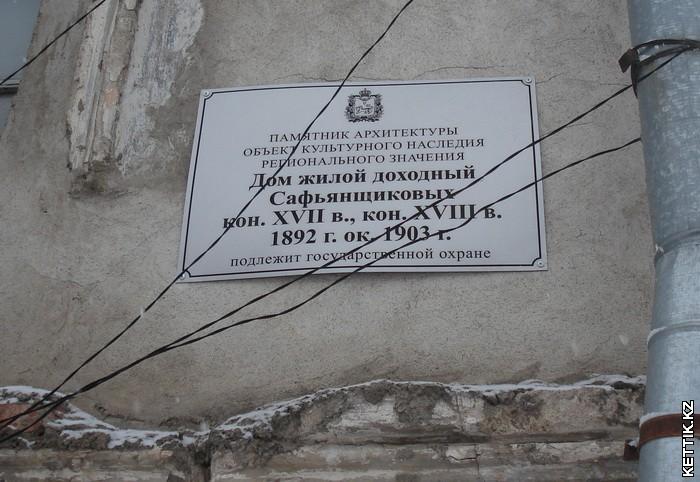 ПАМЯТНИК АРХИТЕКТУРЫ
ОБЪЕКТ КУЛЬТУРНОГО НАСЛЕДИЯ
РЕГИОНАЛЬНОГО ЗНАЧЕНИЯ
Дом жилой доходный
Сафьянщиковых
кон. XVII в., кон. XVIII в.
1892 г. ок. 1903 г.
подлежит государственной охране
KETTIK.KZ